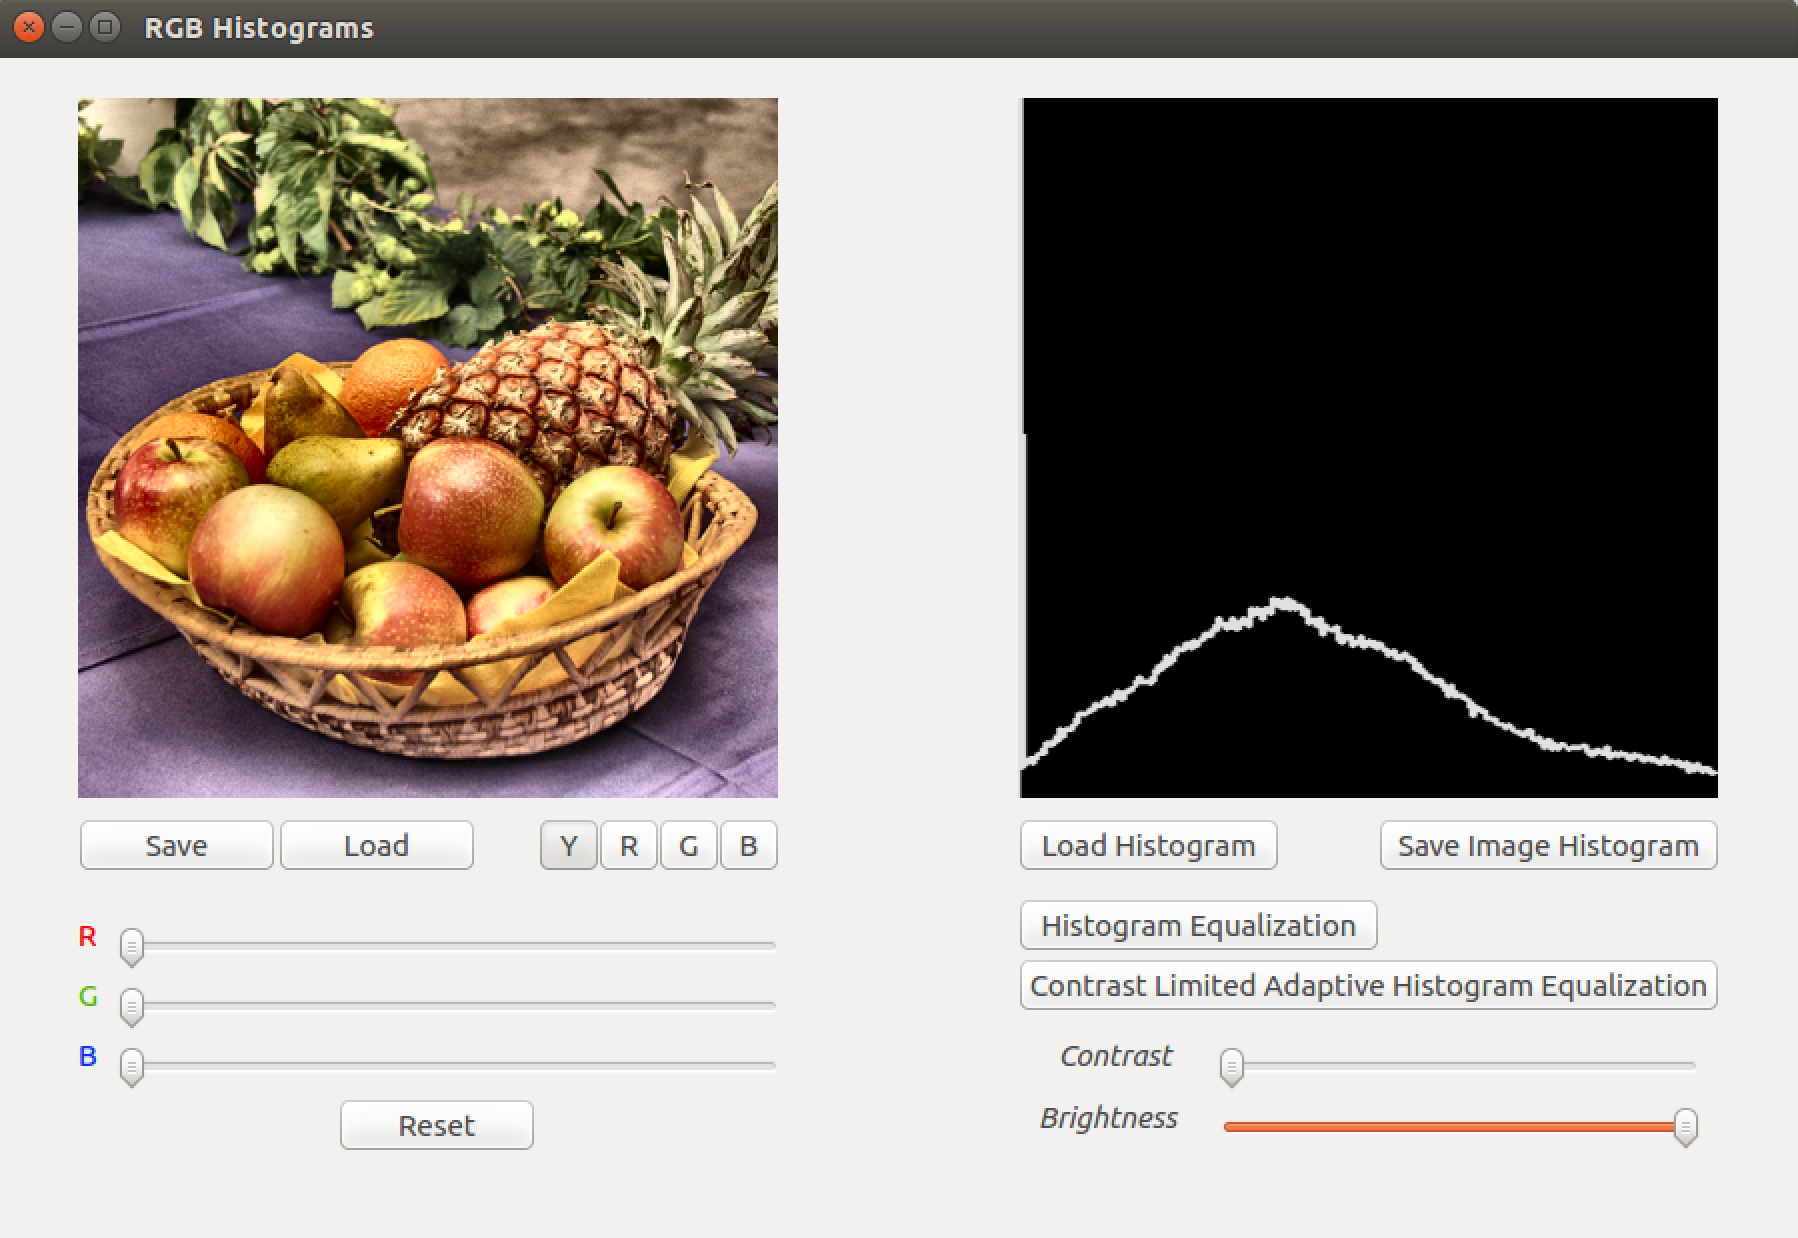 RGB Histograms
Save Load Y R G B
Load Histogram Save Image Histogram
R
G
B
Reset
Histogram Equalization
Contrast Limited Adaptive Histogram Equalization
Contrast
Brightness